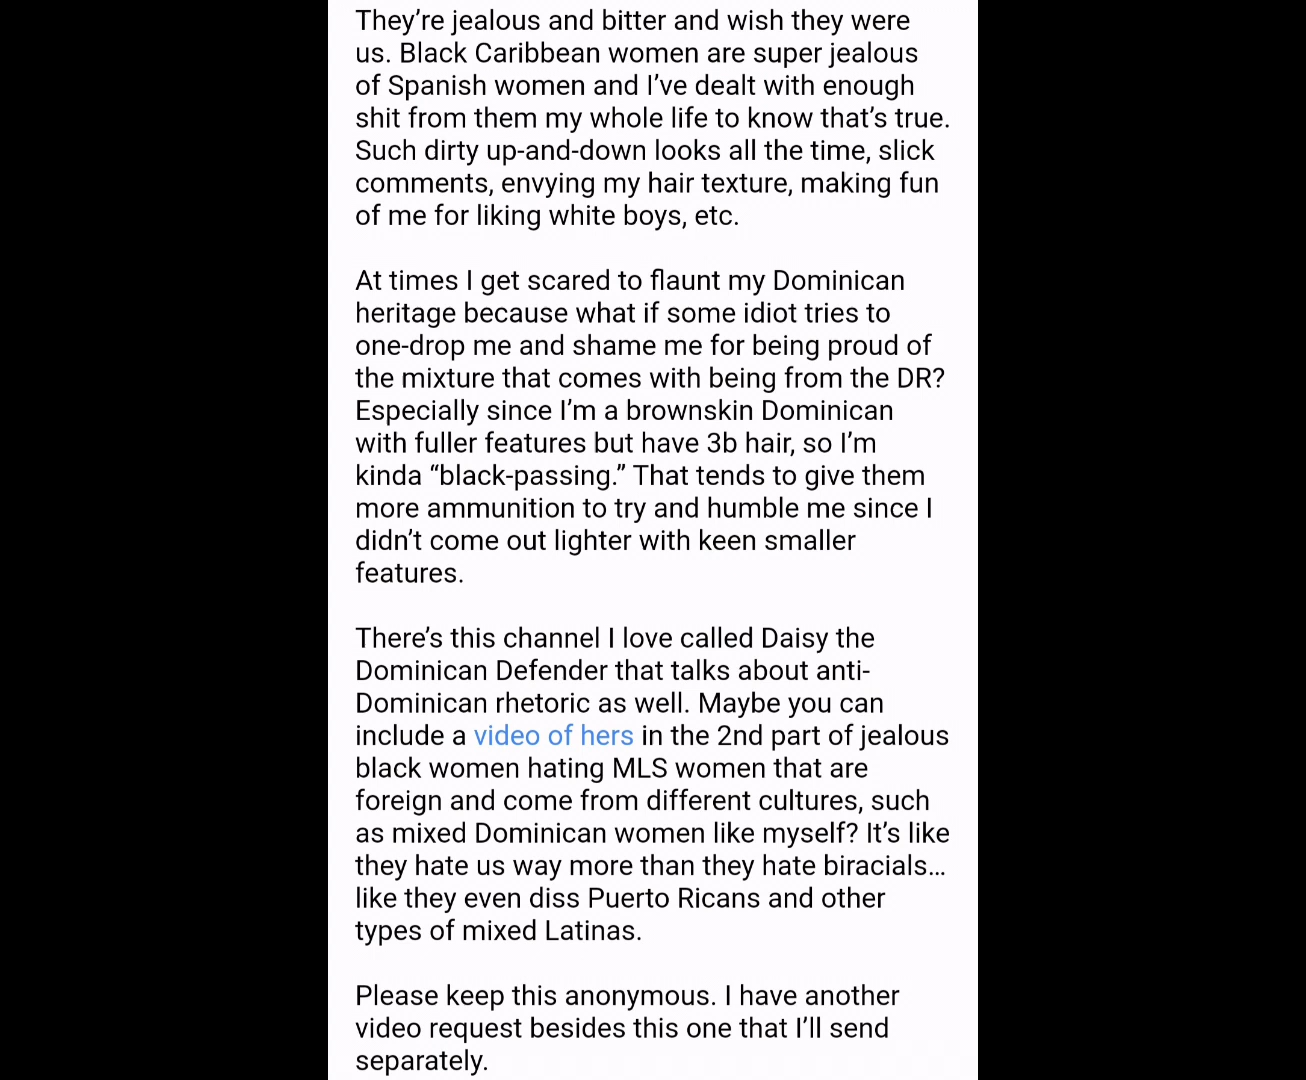 They're jealous and bitter and wish they were
us. Black Caribbean women are super jealous
of Spanish women and I've dealt with enough
shit from them my whole life to know that's true.
Such dirty up-and-down looks all the time, slick
comments, envying my hair texture, making fun
of me for liking white boys, etc.
At times I get scared to flaunt my Dominican
heritage because what if some idiot tries to
one-drop me and shame me for being proud of
the mixture that comes with being from the DR?
Especially since I'm a brownskin Dominican
with fuller features but have 3b hair, so I'm
kinda “black-passing.” That tends to give them
more ammunition to try and humble me since I
didn't come out lighter with keen smaller
features.
There's this channel I love called Daisy the
Dominican Defender that talks about anti-
Dominican rhetoric as well. Maybe you can
include a video of hers in the 2nd part of jealous
black women hating MLS women that are
foreign and come from different cultures, such
as mixed Dominican women like myself? It's like
they hate us way more than they hate biracials…
like they even diss Puerto Ricans and other
types of mixed Latinas.
Please keep this anonymous. I have another
video request besides this one that I'll send
separately.